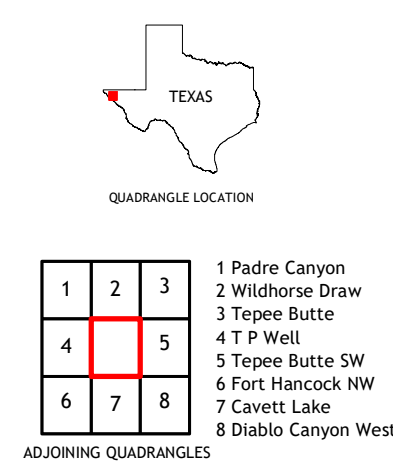 TEXAS
QUADRANGLE LOCATION
1 2 3
4 5
6 7 8
1 Padre Canyon
2 Wildhorse Draw
3 Tepee Butte
4 T P Well
5 Tepee Butte SW
6 Fort Hancock NW
7 Cavett Lake
8 Diablo Canyon West
ADJOINING QUADRANGLES